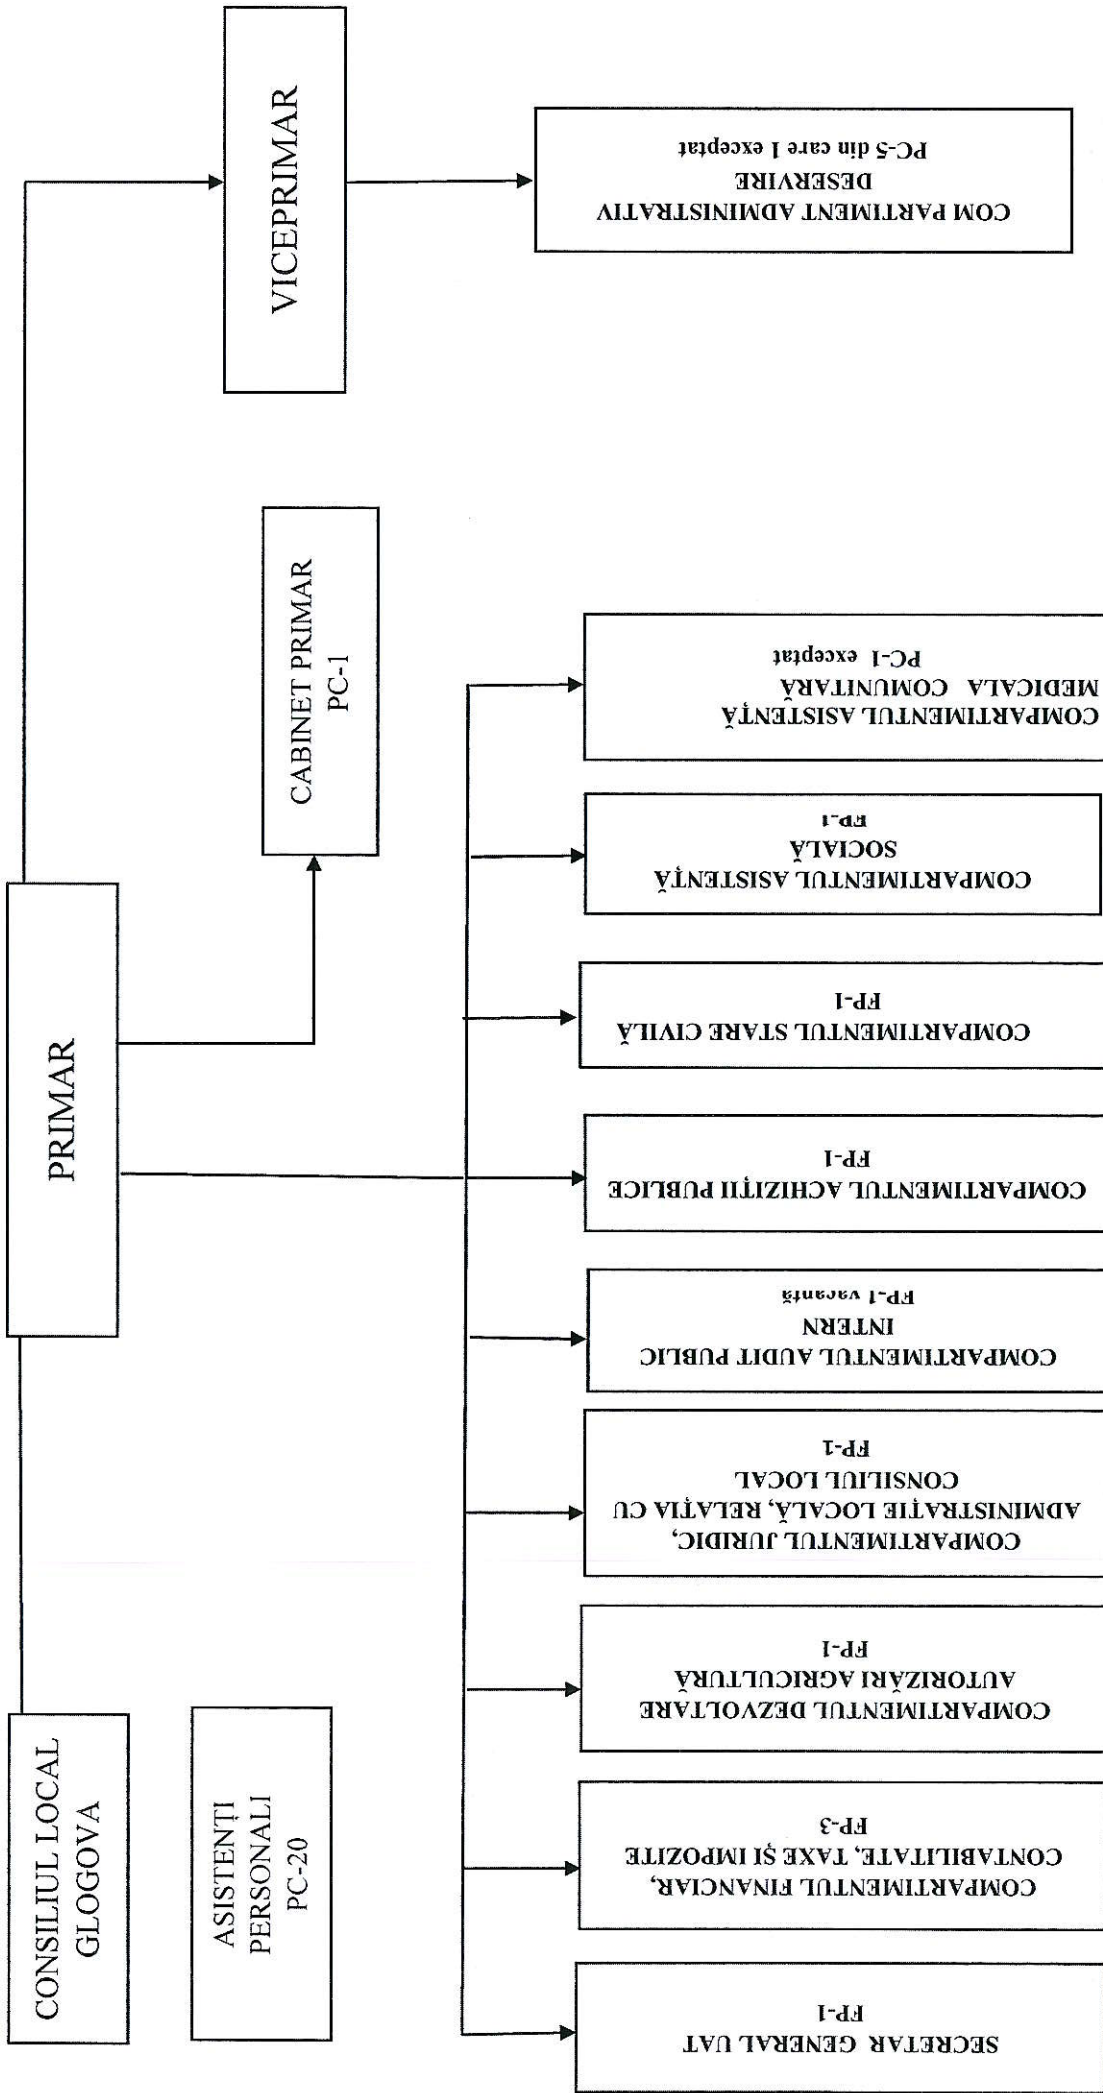 CONSILIUL LOCAL
GLOGOVA
PRIMAR
VICEPRIMAR
ASISTENȚI
PERSONALI
PC-20
CABINET PRIMAR
PC-1
SECRETAR GENERAL UAT
FP-1
COMPARTIMENTUL FINANCIAR,
CONTABILITATE, TAXE ȘI IMPOZITE
FP-3
COMPARTIMENTUL DEZVOLTARE
AUTORIZĂRI AGRICULTURĂ
FP-1
COMPARTIMENTUL JURIDIC,
ADMINISTRAȚIE LOCALĂ, RELAȚIA CU
CONSILIUL LOCAL
FP-1
COMPARTIMENTUL AUDIT PUBLIC
INTERN
FP-1 vacantă
COMPARTIMENTUL ACHIZIȚII PUBLICE
FP-1
COMPARTIMENTUL STARE CIVILĂ
FP-1
COMPARTIMENTUL ASISTENȚĂ
SOCIALĂ
FP-1
COMPARTIMENTUL ASISTENȚĂ
MEDICALA COMUNITARĂ
PC-1 exceptat
COM PARTIMENT ADMINISTRATIV
DESERVIRE
PC-5 din care 1 exceptat